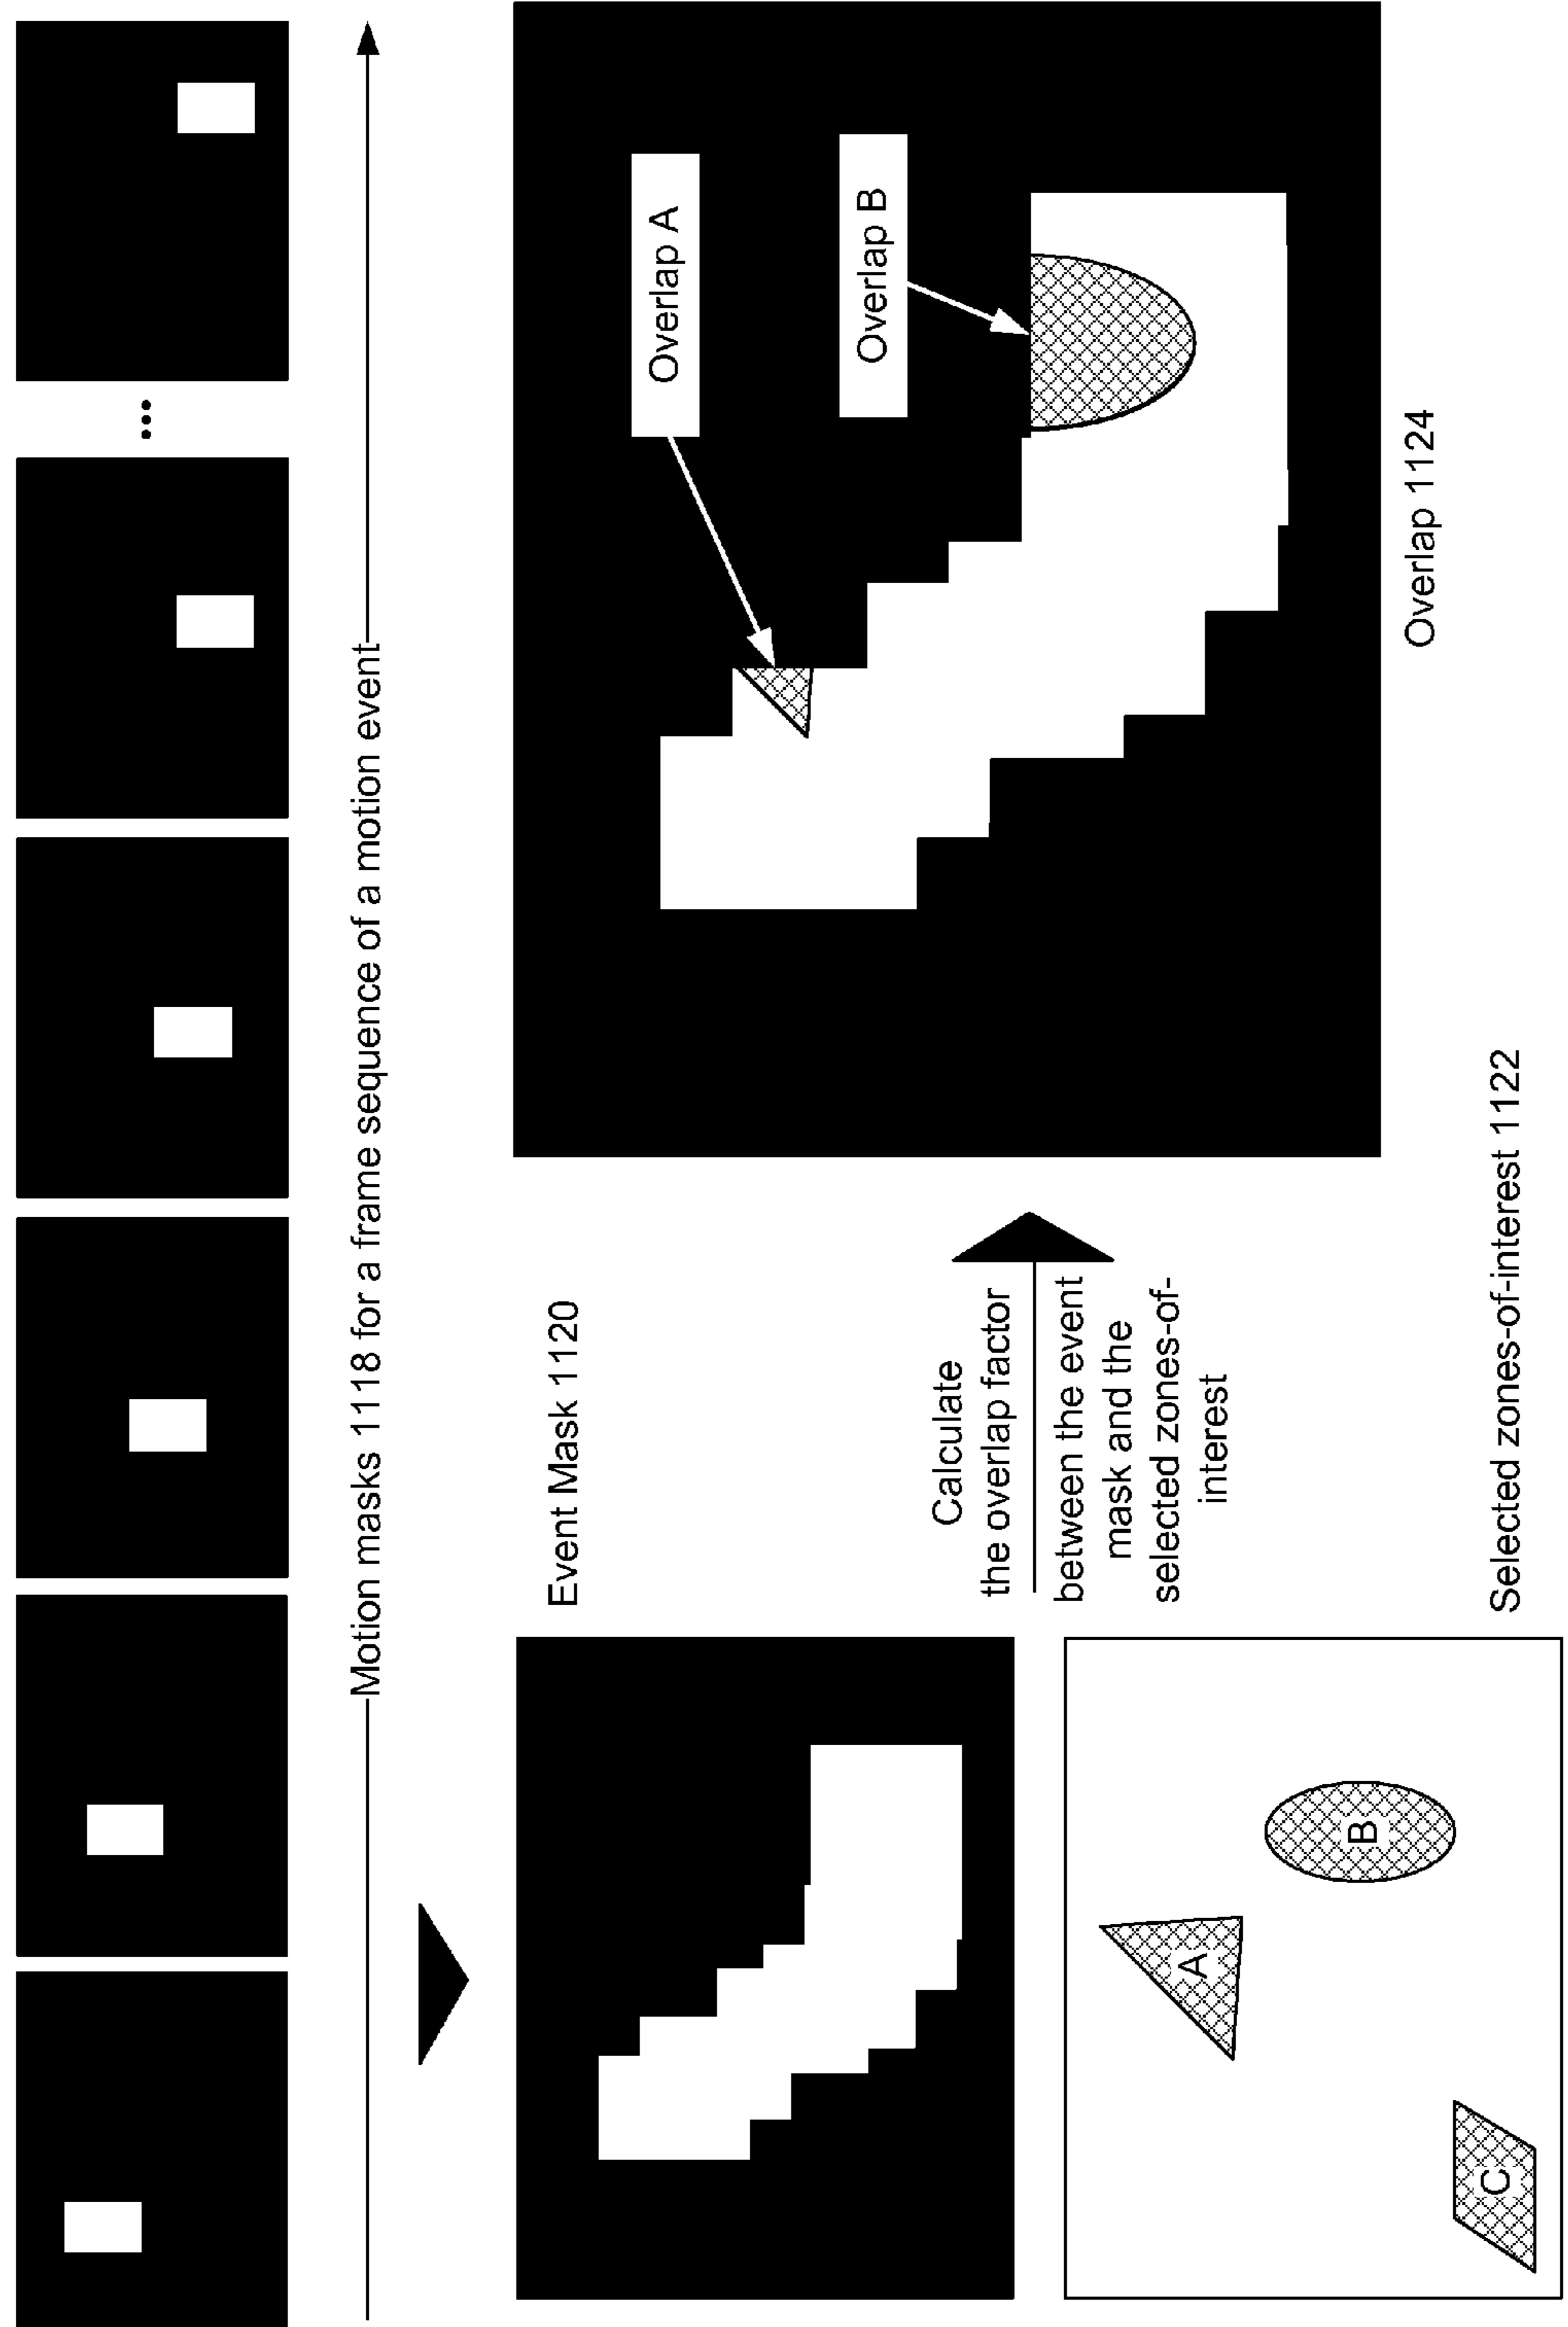 Motion masks 1118 for a frame sequence of a motion event
...
Event Mask 1120
Overlap A
Overlap B
Calculate
the overlap factor
between the event
mask and the
selected zones-of-
interest
A
B
C
Overlap 1124
Selected zones-of-interest 1122